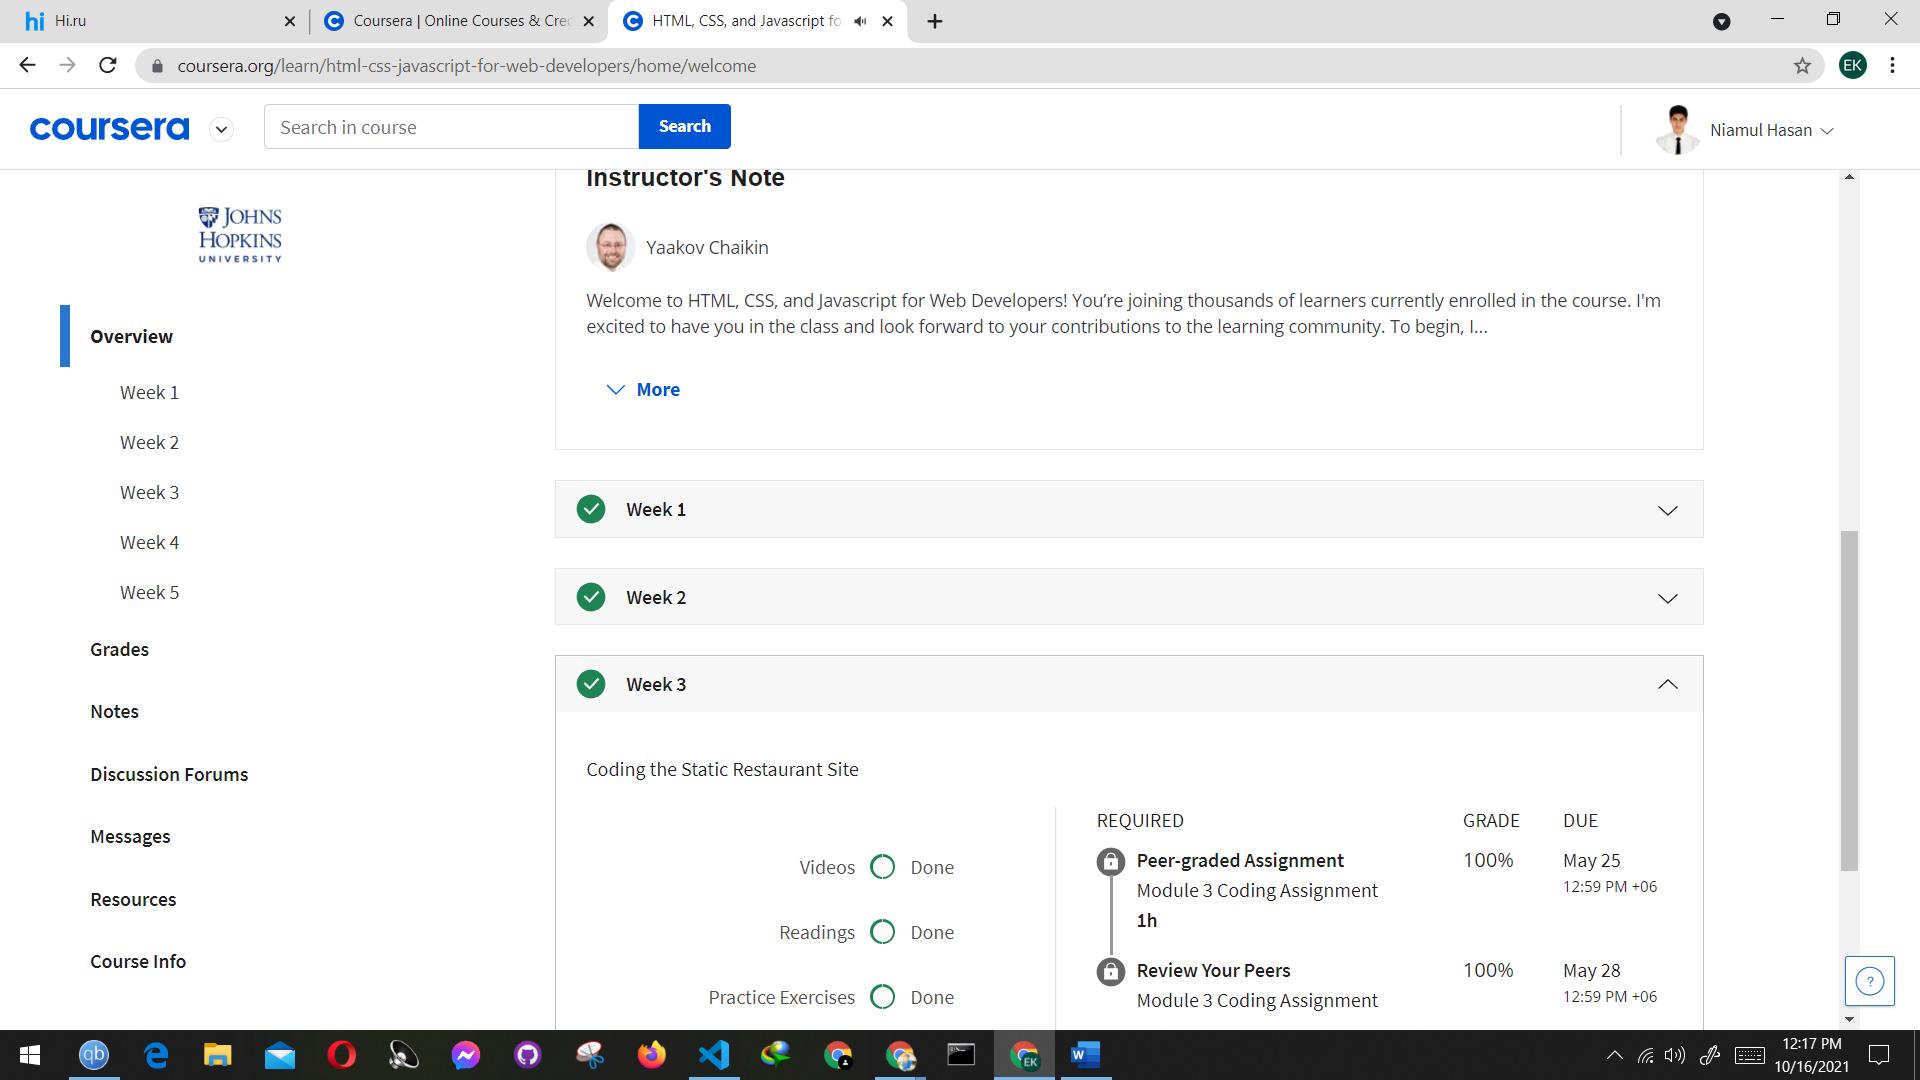 Hi.ru
Coursera | Online Courses & Cre
HTML, CSS, and Javascript fo
coursera.org/learn/html-css-javascript-for-web-developers/home/welcome
EK
coursera
Search in course
Search
Niamul Hasan
JOHNS
HOPKINS
UNIVERSITY
Overview
Week 1
Week 2
Week 3
Week 4
Week 5
Grades
Notes
Discussion Forums
Messages
Resources
Course Info
Instructor's Note
Yaakov Chaikin
Welcome to HTML, CSS, and Javascript for Web Developers! You’re joining thousands of learners currently enrolled in the course. I'm
excited to have you in the class and look forward to your contributions to the learning community. To begin, I...
More
Week 1
Week 2
Week 3
Coding the Static Restaurant Site
Videos Done
Readings Done
Practice Exercises Done
REQUIRED GRADE DUE
Peer-graded Assignment 100% May 25
Module 3 Coding Assignment 12:59 PM +06
1h
Review Your Peers 100% May 28
Module 3 Coding Assignment 12:59 PM +06
12:17 PM
10/16/2021